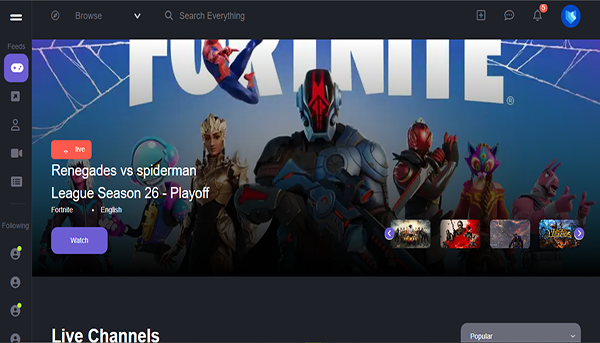 Browse
Search Everything
5
Feeds
FORTNITE
®
live
Renegades vs spiderman
League Season 26 - Playoff
Fortnite • English
Watch
Following
Live Channels
Popular